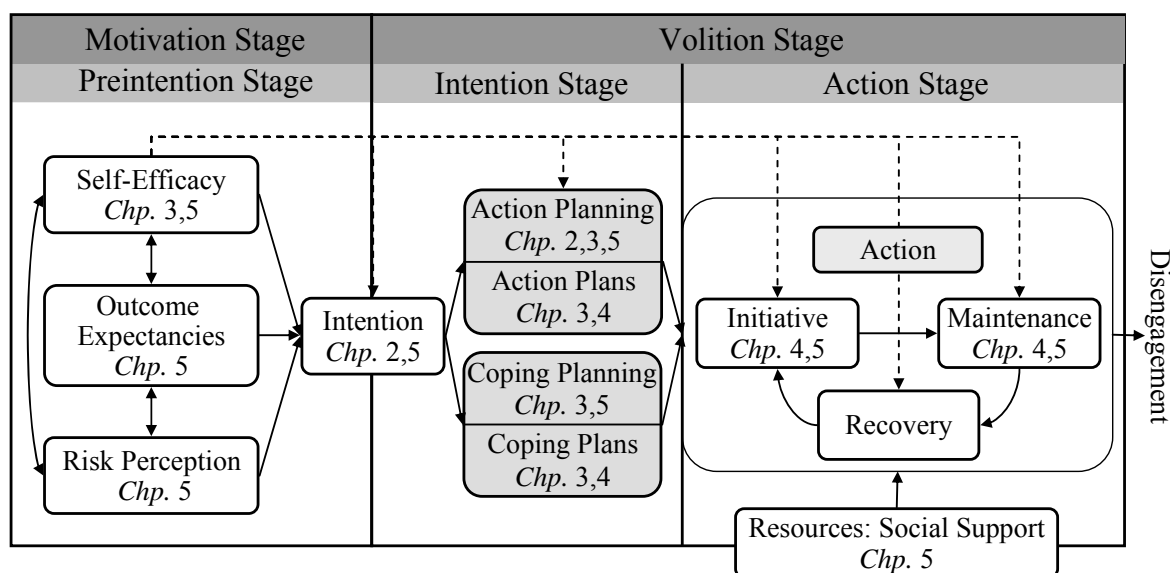 Motivation Stage
Volition Stage
Preintention Stage
Intention Stage
Action Stage
Self-Efficacy
Chp. 3,5
Outcome
Expectancies
Chp. 5
Risk Perception
Chp. 5
Intention
Chp. 2,5
Action Planning
Chp. 2,3,5
Action Plans
Chp. 3,4
Coping Planning
Chp. 3,5
Coping Plans
Chp. 3,4
Action
Initiative
Chp. 4,5
Maintenance
Chp. 4,5
Recovery
Resources: Social Support
Chp. 5
Disengagement